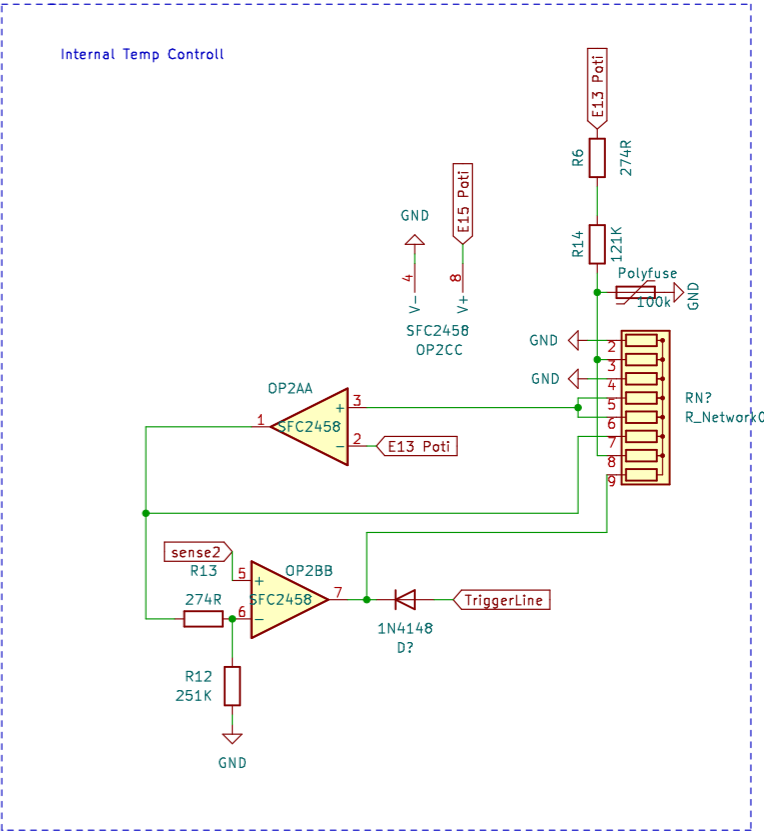 Internal Temp Controll
E13 Poti
R6
274R
E15 Poti
GND
R14
121K
4
8
Polyfuse
100k
GND
V-
V+
SFC2458
OP2CC
GND
2
3
GND
4
OP2AA
RN?
3
+
5
R_NetworkO
1
SFC2458
6
2
-
E13 Poti
7
8
9
sense2
R13
5
+
OP2BB
274R
SFC2458
7
TriggerLine
6
-
1N4148
D?
R12
251K
GND